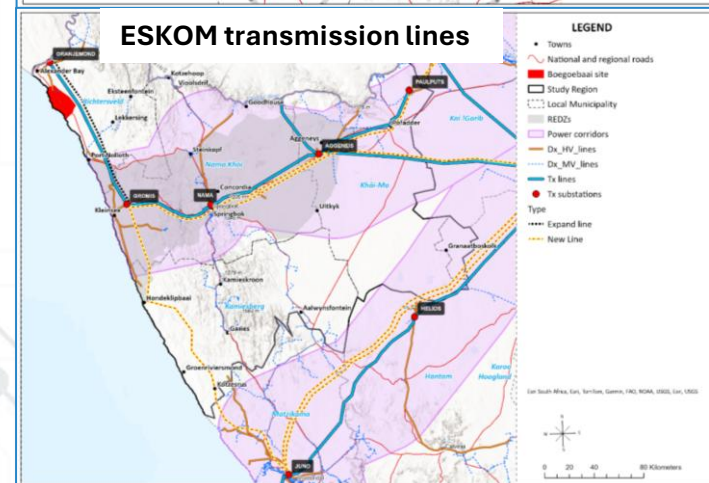 ESKOM transmission lines
ORANJEMOND
Alexander Bay
Richtersveld
Eksteenfontein
Lekkersing
Port Nolloth
Kotzehoop
Vioolsdrif
Goodhouse
Steinkopf
Nama Khoi
Concordia
NAMA
Springbok
GROMIS
Kleinsee
Aggeneys
AGGENEIS
Pofadder
PAULPUTS
Kai !Garib
Khâi-Ma
Uitkyk
Granaatboskolk
Kamieskroon
Kamiesberg
Hondeklipbaai
Garies
Aalwynsfontein
HELIOS
Groenriviersmond
Kotzesrus
Matzikama
Hantam
Karoo
Hoogland
JUNO
LEGEND
Towns
National and regional roads
Boegoebaai site
Study Region
Local Municipality
REDZs
Power corridors
Dx_HV_lines
Dx_MV_lines
Tx lines
Tx substations
Type
Expand line
New Line
Esri South Africa, Esri, TomTom, Garmin, FAO, NOAA, USGS, Esri, USGS
N
W
E
S
0 20 40 80 Kilometers